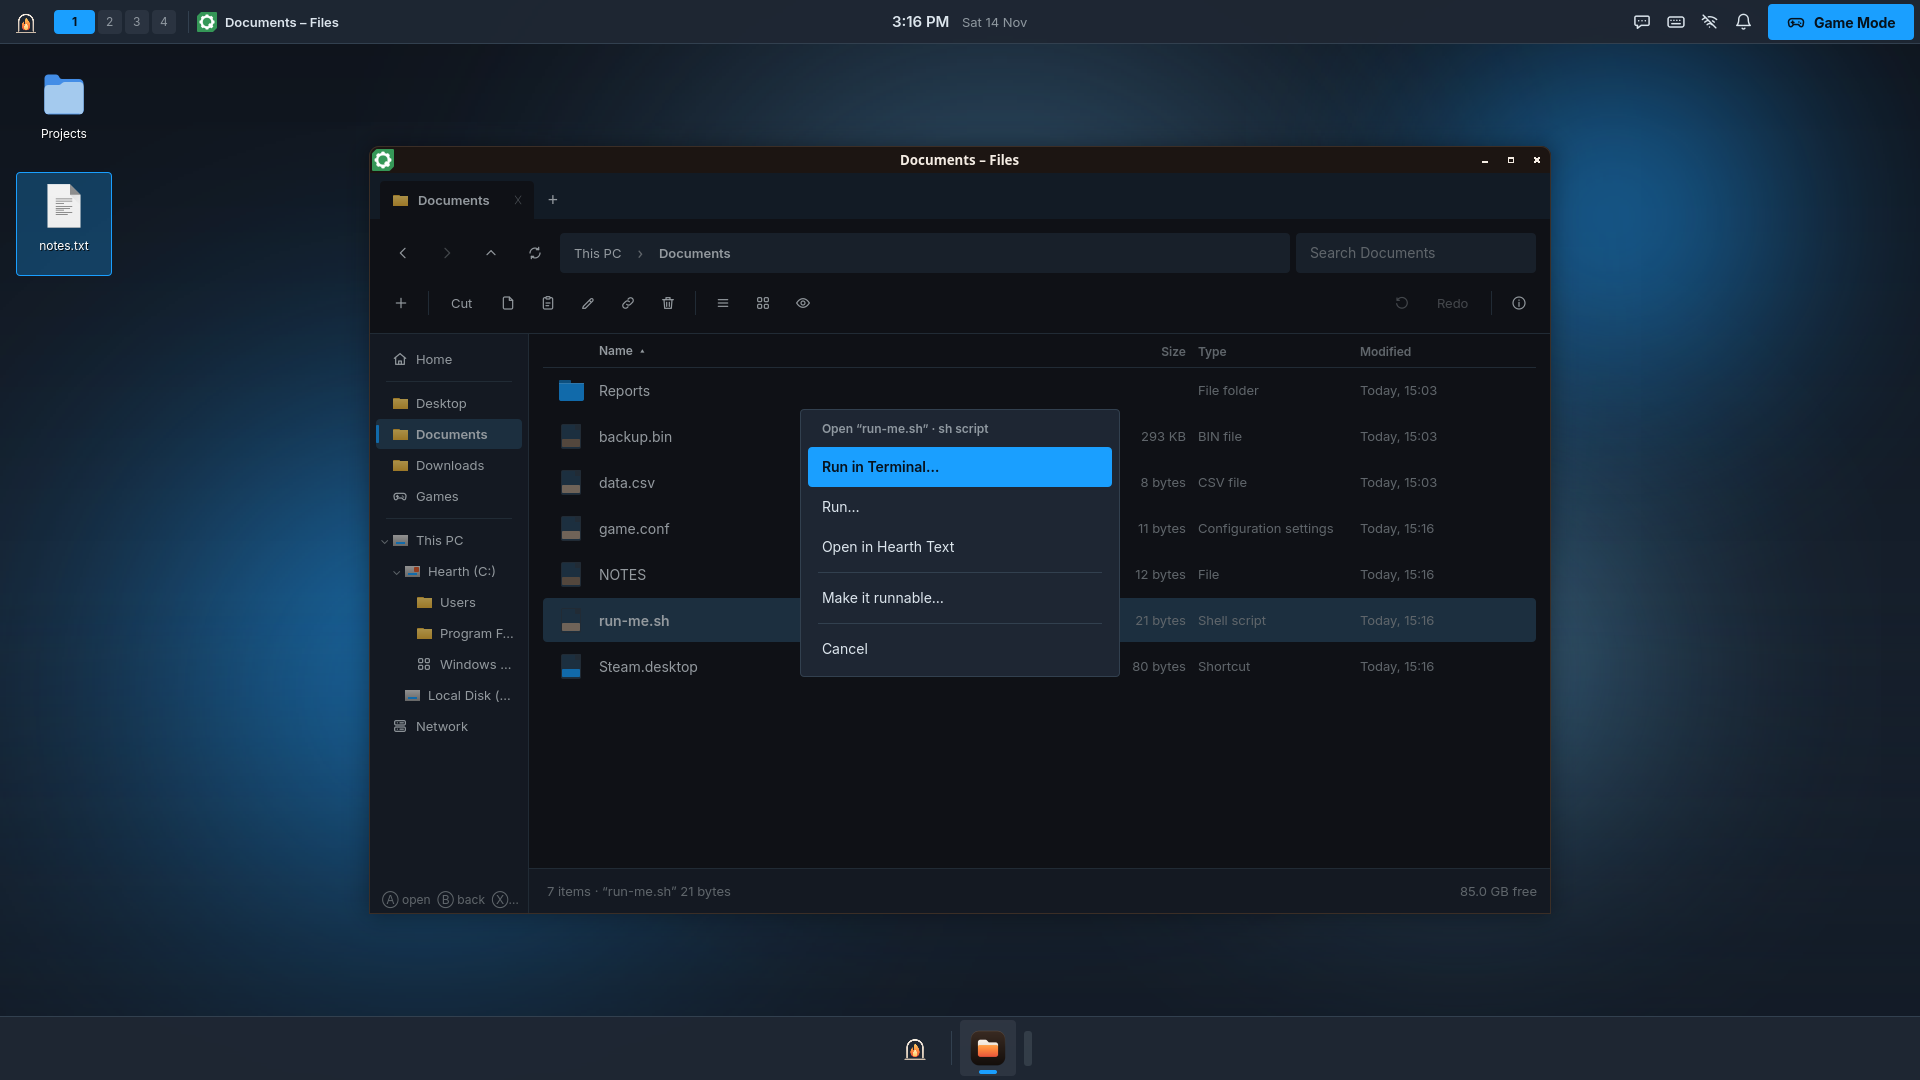 1 2 3 4 Documents – Files 3:16 PM Sat 14 Nov Game Mode
Projects
notes.txt
Documents – Files
Documents X +
This PC › Documents Search Documents
Cut Redo
Home
Desktop
Documents
Downloads
Games
This PC
Hearth (C:)
Users
Program F...
Windows ...
Local Disk (...
Network
A open B back X...
Name Size Type Modified
Reports File folder Today, 15:03
backup.bin 293 KB BIN file Today, 15:03
data.csv 8 bytes CSV file Today, 15:03
game.conf 11 bytes Configuration settings Today, 15:16
NOTES 12 bytes File Today, 15:16
run-me.sh 21 bytes Shell script Today, 15:16
Steam.desktop 80 bytes Shortcut Today, 15:16
Open “run-me.sh” · sh script
Run in Terminal...
Run...
Open in Hearth Text
Make it runnable...
Cancel
7 items · “run-me.sh” 21 bytes 85.0 GB free